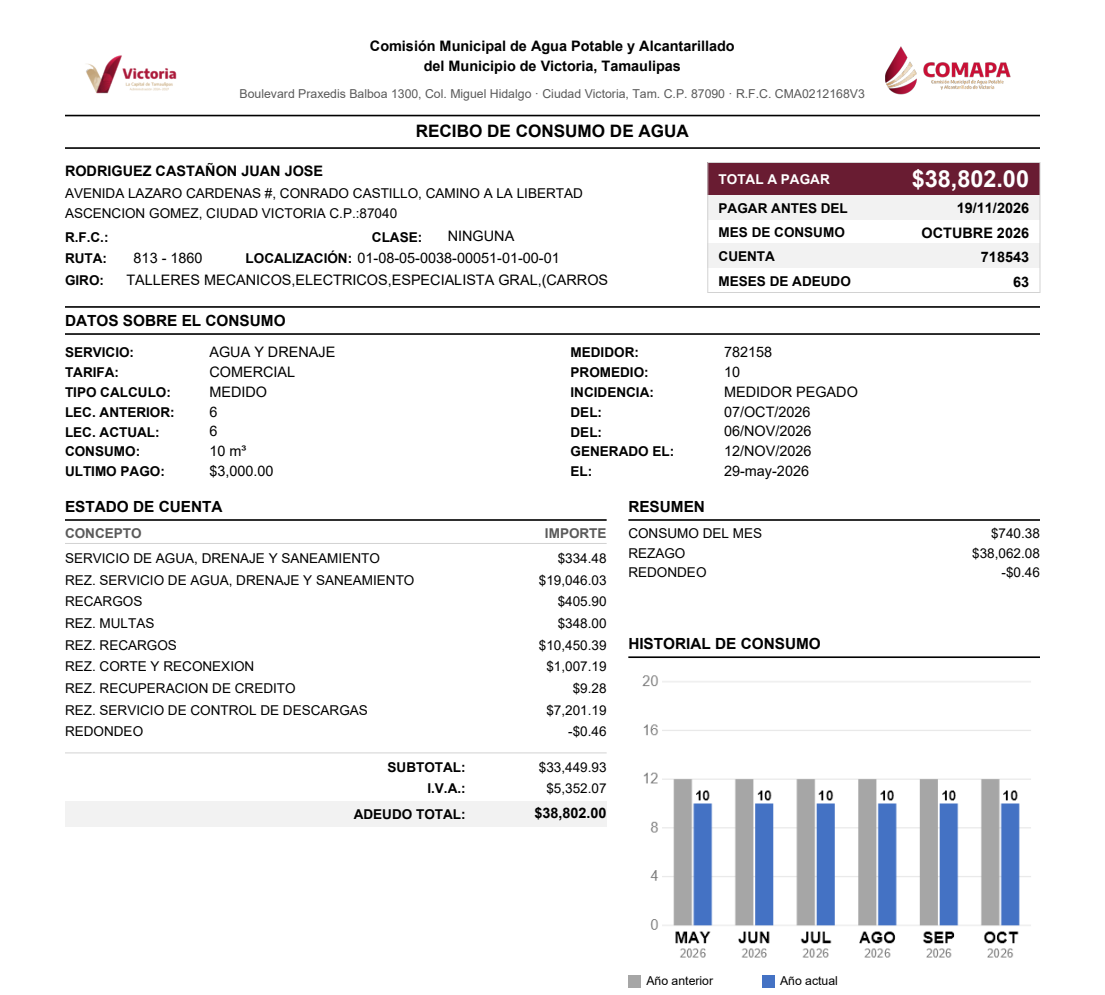 Comisión Municipal de Agua Potable y Alcantarillado
del Municipio de Victoria, Tamaulipas
Boulevard Praxedis Balboa 1300, Col. Miguel Hidalgo · Ciudad Victoria, Tam. C.P. 87090 · R.F.C. CMA0212168V3
Victoria
COMAPA
RECIBO DE CONSUMO DE AGUA
RODRIGUEZ CASTAÑON JUAN JOSE
AVENIDA LAZARO CARDENAS #, CONRADO CASTILLO, CAMINO A LA LIBERTAD
ASCENCION GOMEZ, CIUDAD VICTORIA C.P.:87040
R.F.C.: CLASE: NINGUNA
RUTA: 813 - 1860 LOCALIZACIÓN: 01-08-05-0038-00051-01-00-01
GIRO: TALLERES MECANICOS,ELECTRICOS,ESPECIALISTA GRAL,(CARROS
TOTAL A PAGAR $38,802.00
PAGAR ANTES DEL 19/11/2026
MES DE CONSUMO OCTUBRE 2026
CUENTA 718543
MESES DE ADEUDO 63
DATOS SOBRE EL CONSUMO
SERVICIO: AGUA Y DRENAJE
TARIFA: COMERCIAL
TIPO CALCULO: MEDIDO
LEC. ANTERIOR: 6
LEC. ACTUAL: 6
CONSUMO: 10 m³
ULTIMO PAGO: $3,000.00
MEDIDOR: 782158
PROMEDIO: 10
INCIDENCIA: MEDIDOR PEGADO
DEL: 07/OCT/2026
DEL: 06/NOV/2026
GENERADO EL: 12/NOV/2026
EL: 29-may-2026
ESTADO DE CUENTA
CONCEPTO IMPORTE
SERVICIO DE AGUA, DRENAJE Y SANEAMIENTO $334.48
REZ. SERVICIO DE AGUA, DRENAJE Y SANEAMIENTO $19,046.03
RECARGOS $405.90
REZ. MULTAS $348.00
REZ. RECARGOS $10,450.39
REZ. CORTE Y RECONEXION $1,007.19
REZ. RECUPERACION DE CREDITO $9.28
REZ. SERVICIO DE CONTROL DE DESCARGAS $7,201.19
REDONDEO -$0.46
SUBTOTAL: $33,449.93
I.V.A.: $5,352.07
ADEUDO TOTAL: $38,802.00
RESUMEN
CONSUMO DEL MES $740.38
REZAGO $38,062.08
REDONDEO -$0.46
HISTORIAL DE CONSUMO
20
16
12
8
4
0
10 10 10 10 10 10
MAY JUN JUL AGO SEP OCT
2026 2026 2026 2026 2026 2026
Año anterior Año actual